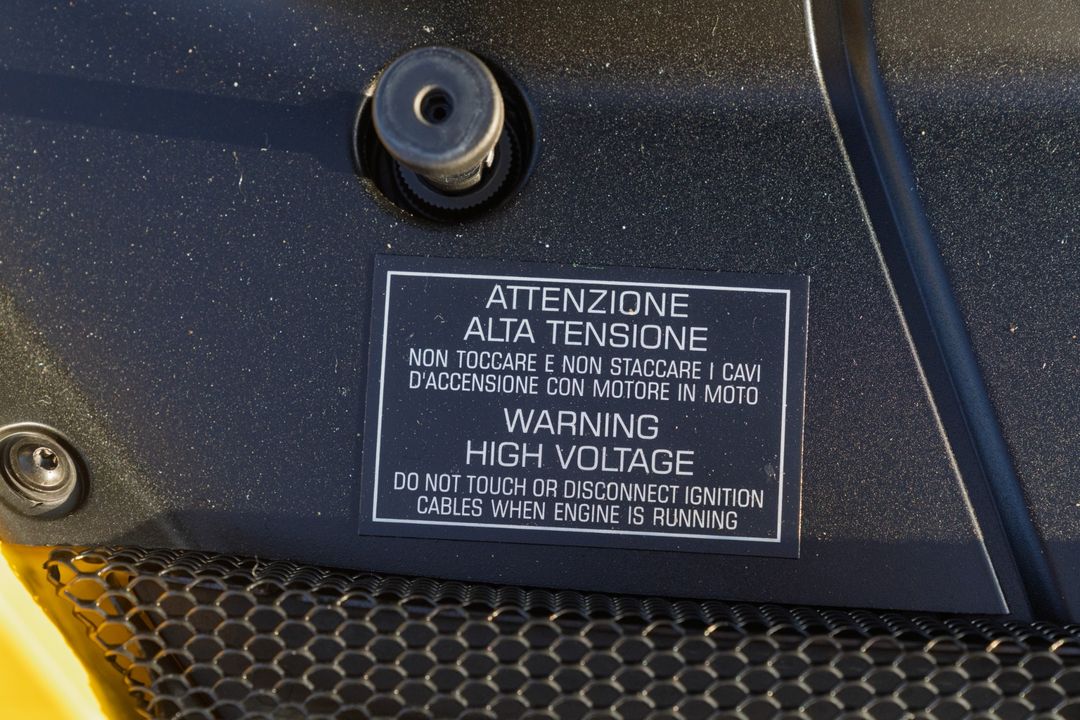 ATTENZIONE
ALTA TENSIONE
NON TOCCARE E NON STACCARE I CAVI
D'ACCENSIONE CON MOTORE IN MOTO
WARNING
HIGH VOLTAGE
DO NOT TOUCH OR DISCONNECT IGNITION
CABLES WHEN ENGINE IS RUNNING